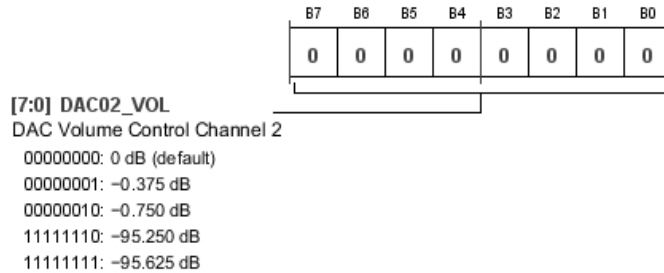 B7 B6 B5 B4 B3 B2 B1 B0
0 0 0 0 0 0 0 0
[7:0] DAC02_VOL
DAC Volume Control Channel 2
00000000: 0 dB (default)
00000001: −0.375 dB
00000010: −0.750 dB
11111110: −95.250 dB
11111111: −95.625 dB